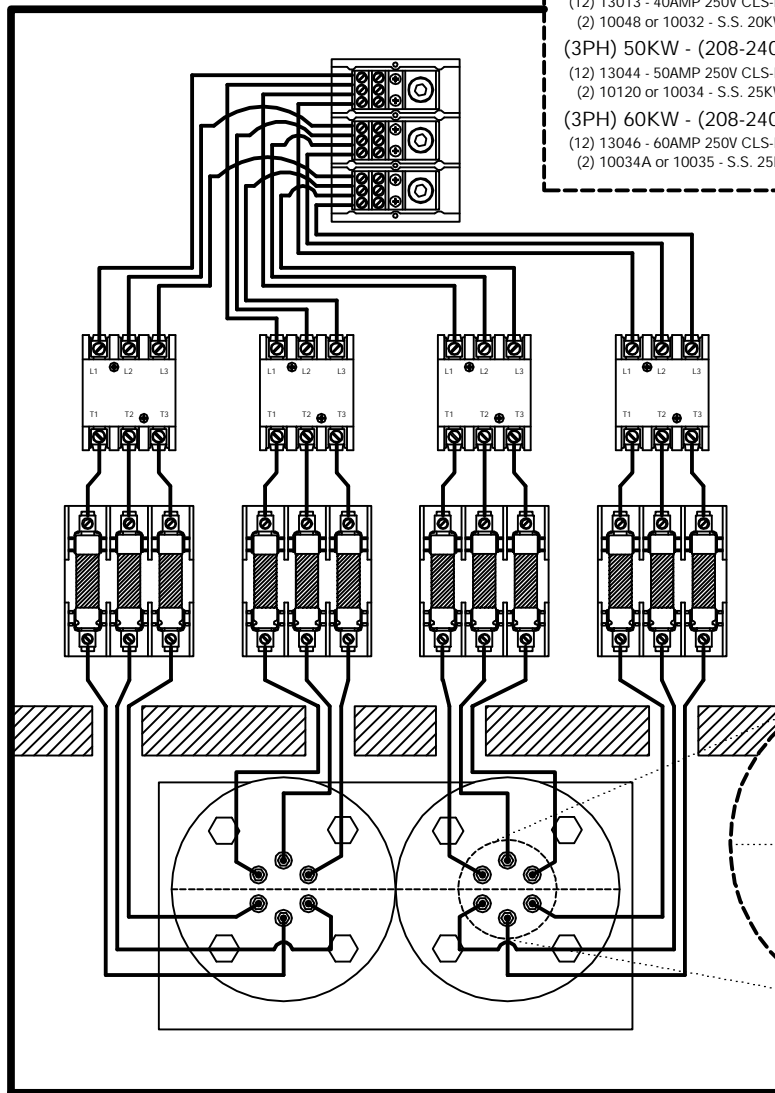 (12) 13013 - 40AMP 250V CLS-
(2) 10048 or 10032 - S.S. 20K
(3PH) 50KW - (208-240
(12) 13044 - 50AMP 250V CLS-
(2) 10120 or 10034 - S.S. 25K
(3PH) 60KW - (208-240
(12) 13046 - 60AMP 250V CLS-
(2) 10034A or 10035 - S.S. 25
L1 L2 L3
T1 T2 T3
L1 L2 L3
T1 T2 T3
L1 L2 L3
T1 T2 T3
L1 L2 L3
T1 T2 T3